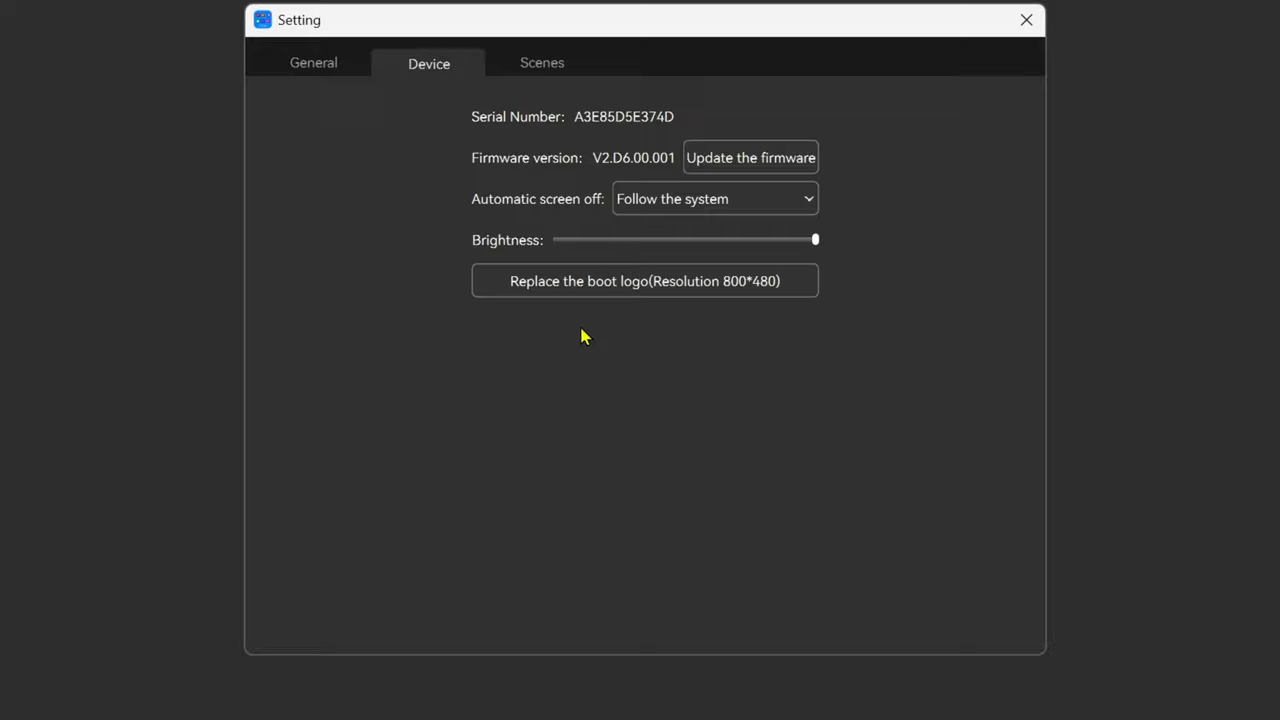 Setting
General Device Scenes
Serial Number: A3E85D5E374D
Firmware version: V2.D6.00.001 Update the firmware
Automatic screen off: Follow the system
Brightness:
Replace the boot logo(Resolution 800*480)